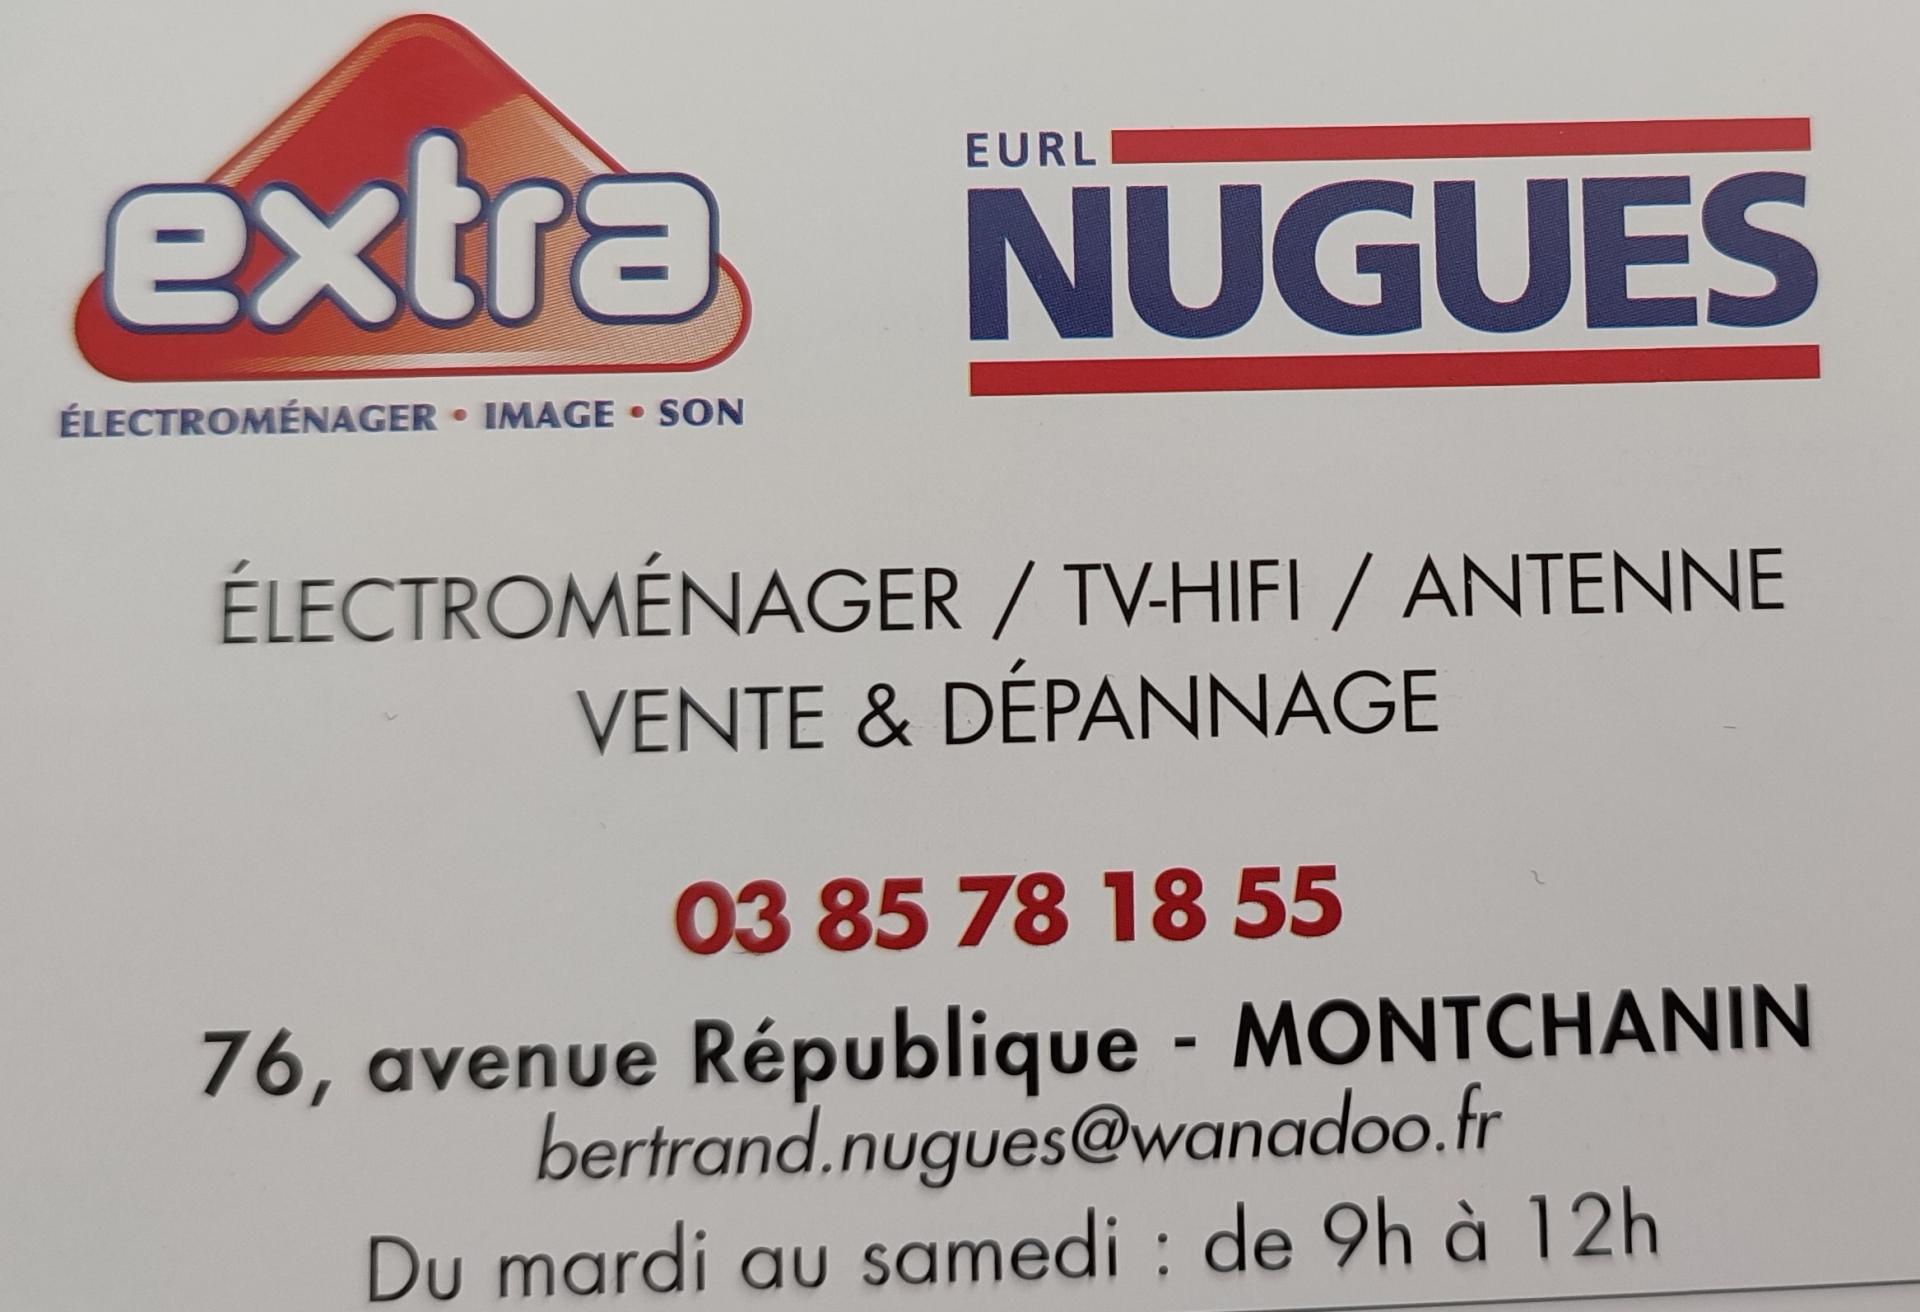 extra
ÉLECTROMÉNAGER • IMAGE • SON
EURL
NUGUES
ÉLECTROMÉNAGER / TV-HIFI / ANTENNE
VENTE & DÉPANNAGE
03 85 78 18 55
76, avenue République - MONTCHANIN
bertrand.nugues@wanadoo.fr
Du mardi au samedi : de 9h à 12h